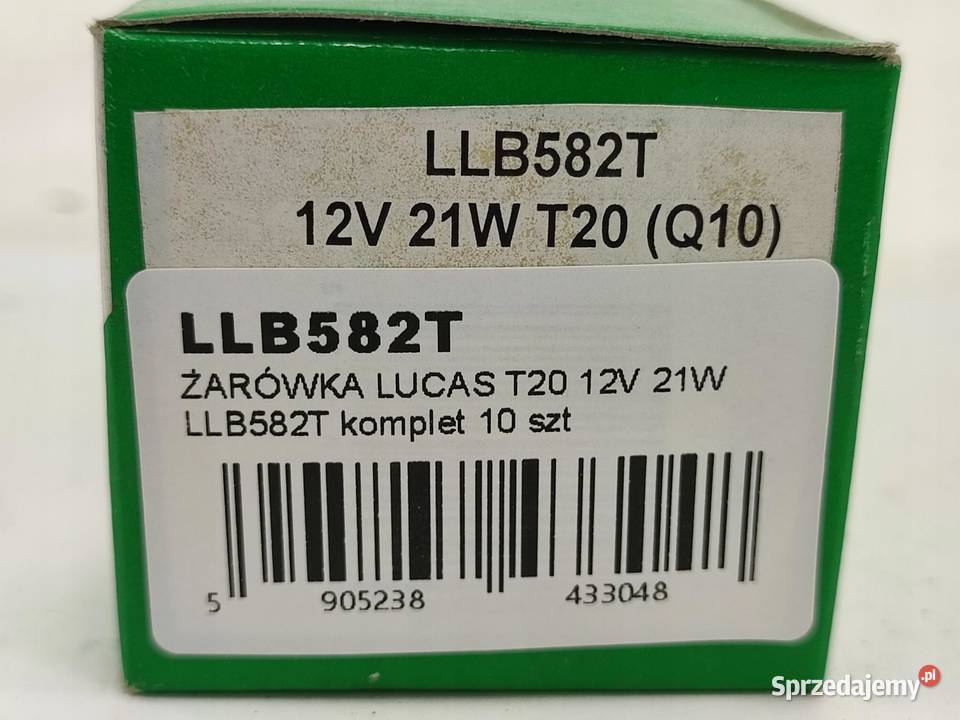 LLB582T
12V 21W T20 (Q10)
LLB582T
ŻARÓWKA LUCAS T20 12V 21W
LLB582T komplet 10 szt
5 905238 433048
Sprzedajemy.pl